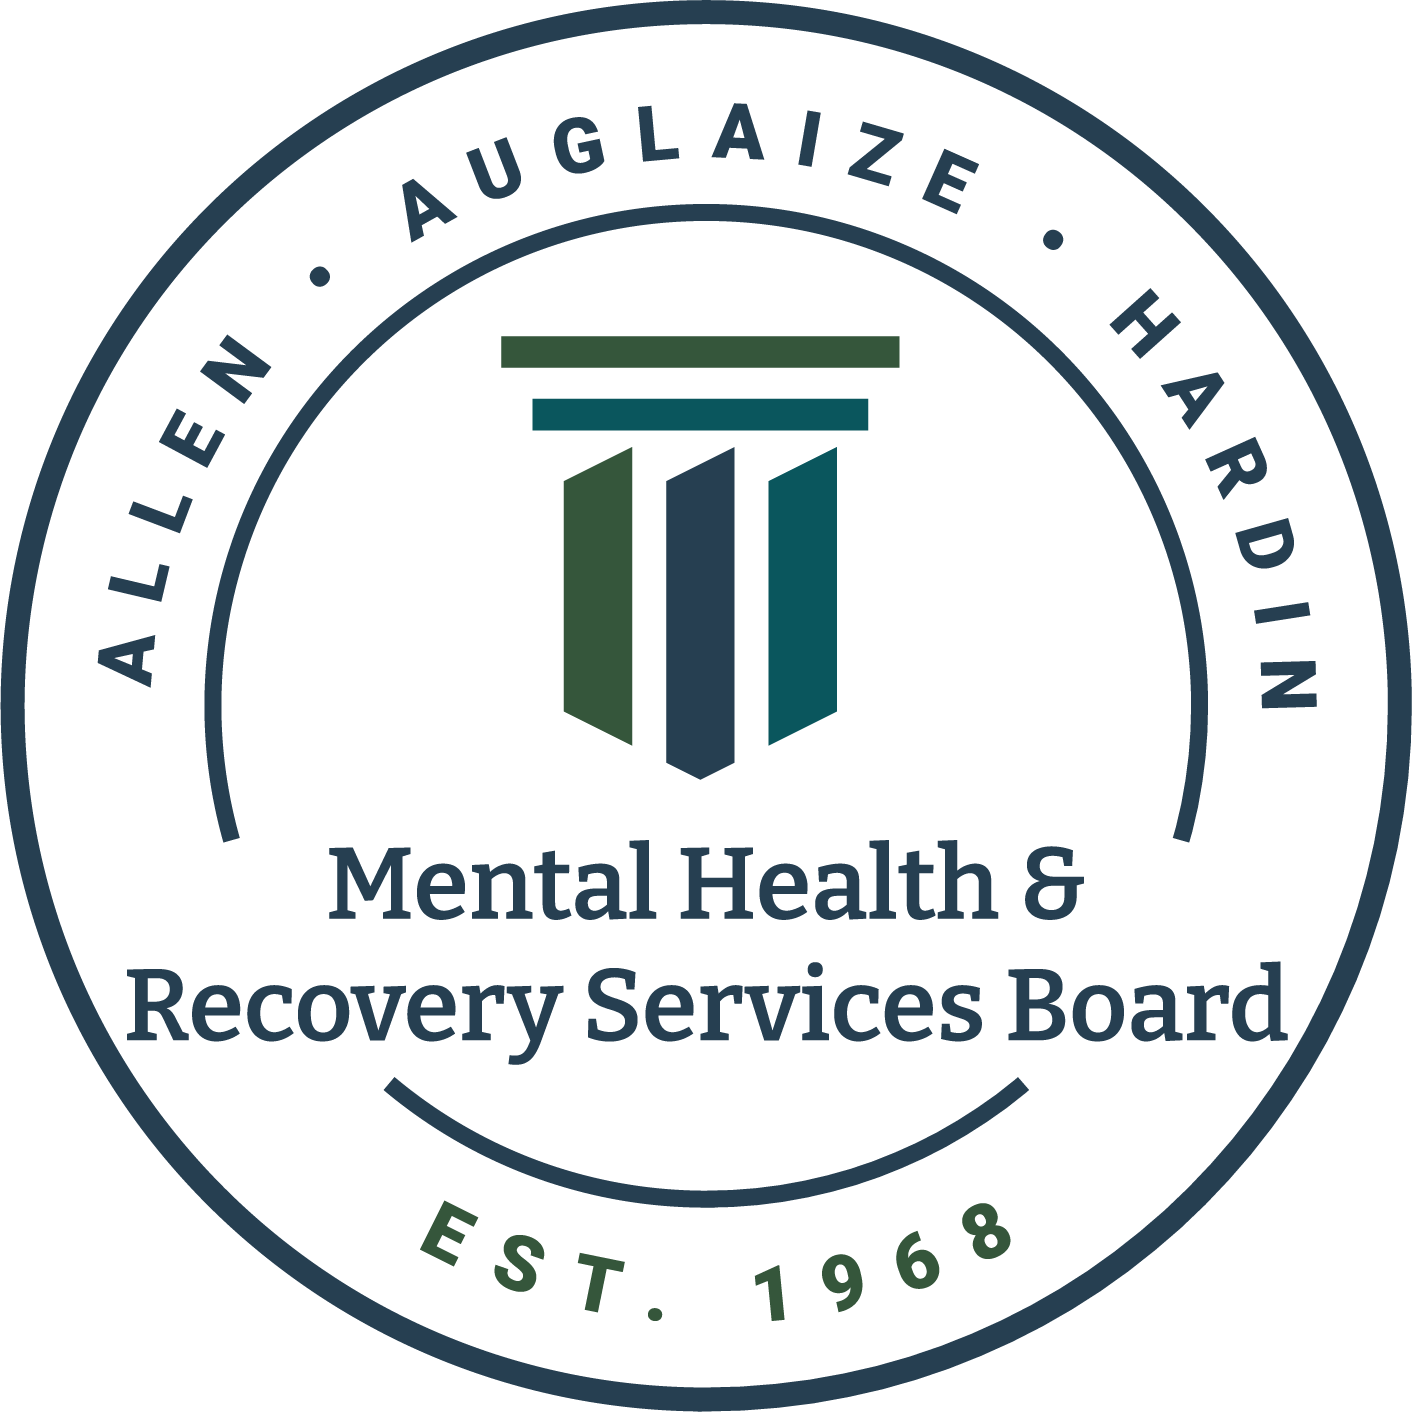 ALLEN • AUGLAIZE • HARDIN
Mental Health &
Recovery Services Board
EST. 1968